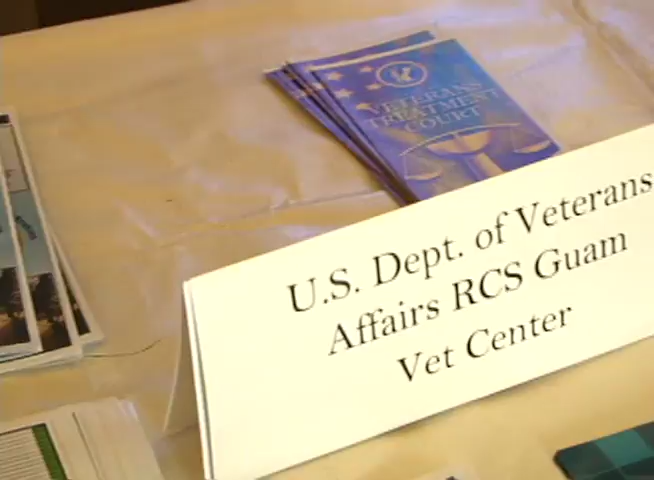 VETERANS
TREATMENT
COURT
U.S. Dept. of Veterans
Affairs RCS Guam
Vet Center